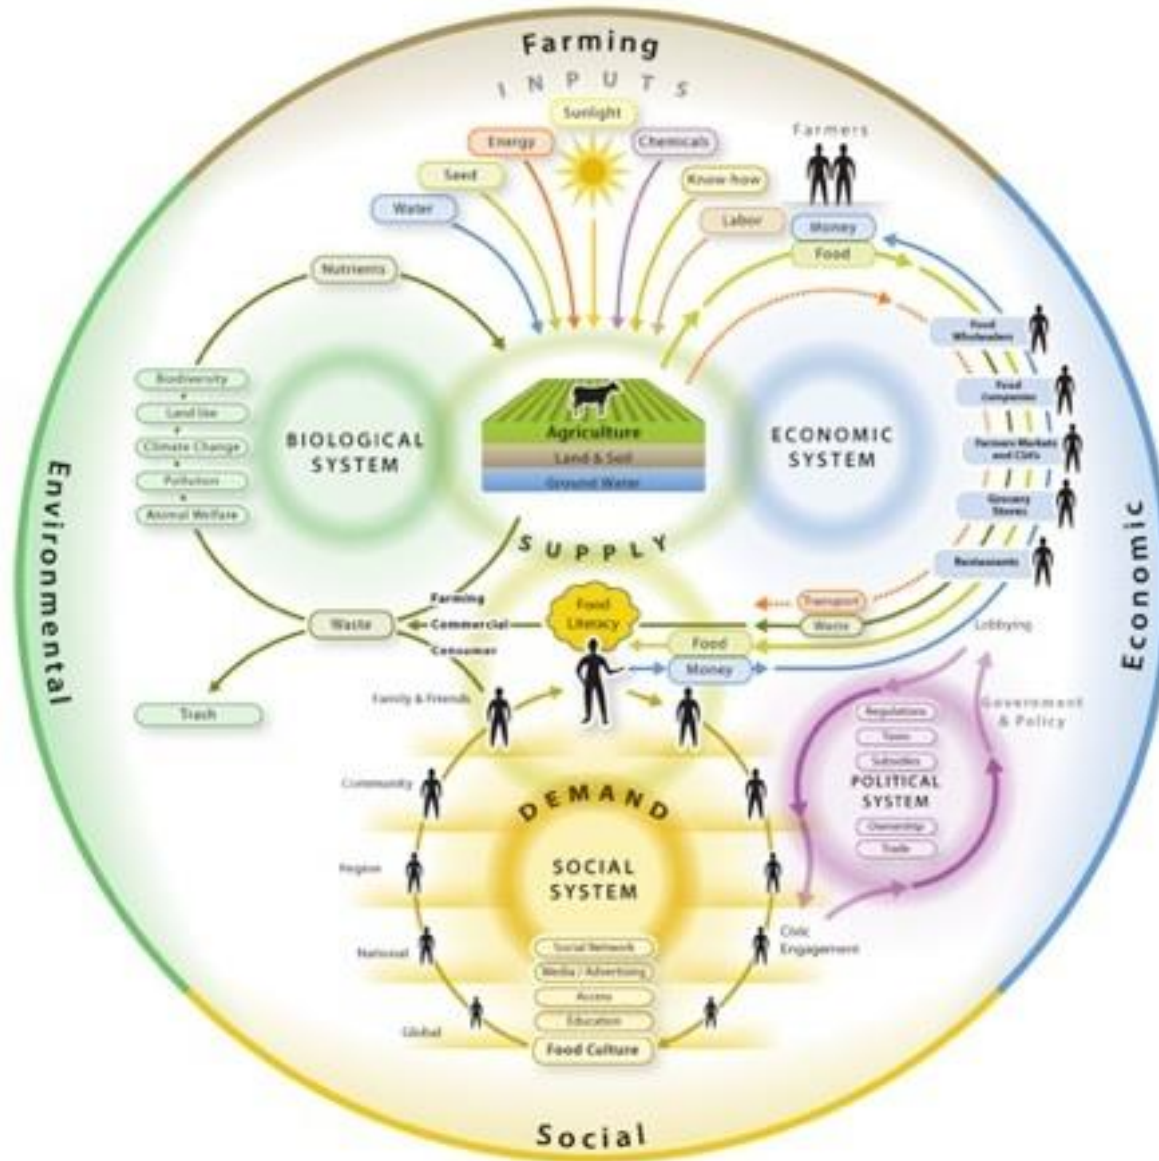 Farming
INPUTS
Sunlight
Energy
Chemicals
Seed
Know-how
Water
Labor
Farmers
Money
Food
Nutrients
Food
Wholesalers
Food
Companies
Farmers Markets
and CSA's
Grocery
Stores
Restaurants
Biodiversity
Land Use
Climate Change
Pollution
Animal Welfare
BIOLOGICAL
SYSTEM
Agriculture
Land & Soil
Ground Water
ECONOMIC
SYSTEM
SUPPLY
Environmental
Economic
Farming
Commercial
Consumer
Waste
Trash
Food
Literacy
Transport
Waste
Food
Money
Lobbying
Government
& Policy
Family & Friends
Community
Region
National
Global
DEMAND
SOCIAL
SYSTEM
Social Network
Media / Advertising
Access
Education
Food Culture
Regulations
Taxes
Subsidies
POLITICAL
SYSTEM
Ownership
Trade
Civic
Engagement
Social